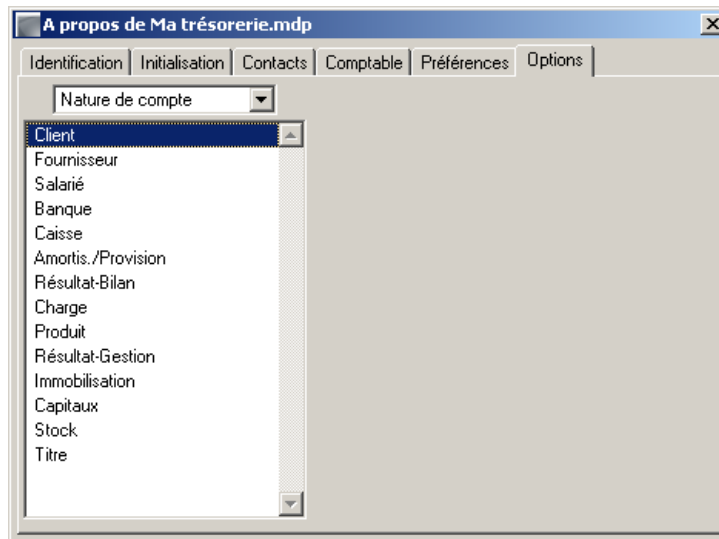 A propos de Ma trésorerie.mdp
Identification Initialisation Contacts Comptable Préférences Options
Nature de compte
Client
Fournisseur
Salarié
Banque
Caisse
Amortis./Provision
Résultat-Bilan
Charge
Produit
Résultat-Gestion
Immobilisation
Capitaux
Stock
Titre